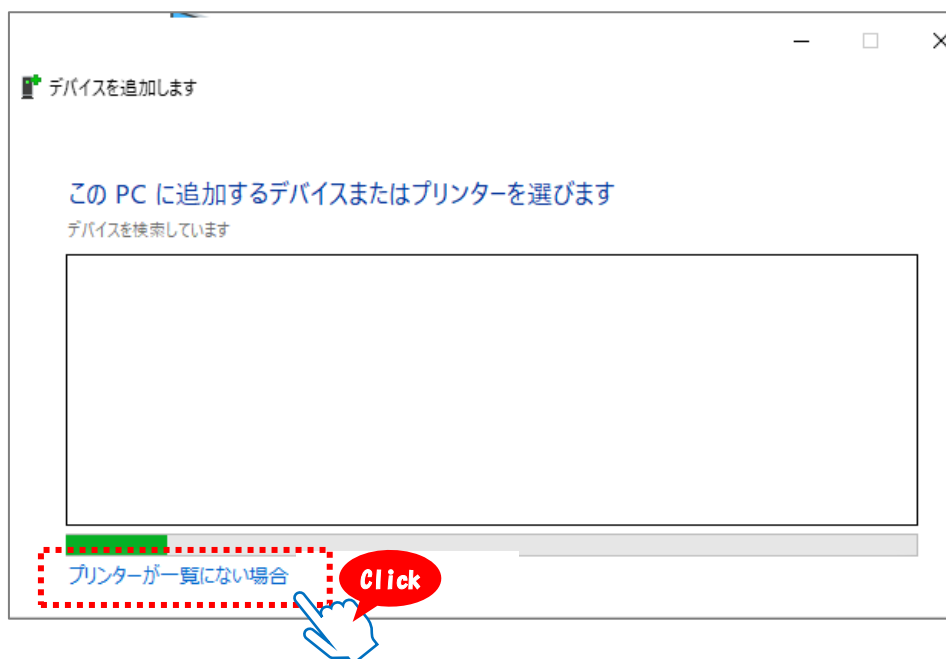 デバイスを追加します
この PC に追加するデバイスまたはプリンターを選びます
デバイスを検索しています
プリンターが一覧にない場合
Click